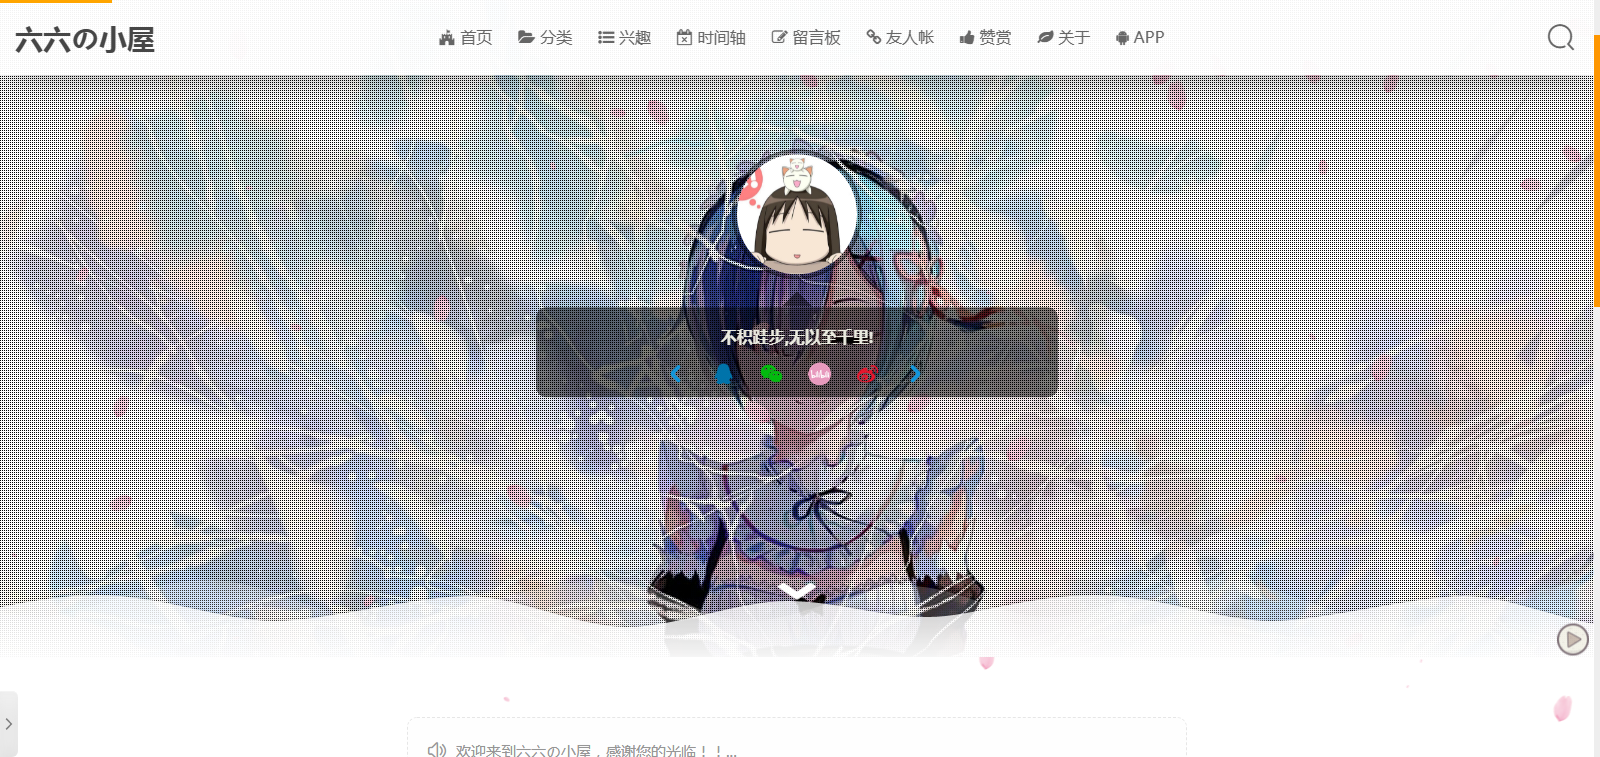 六六の小屋
首页 分类 兴趣 时间轴 留言板 友人帐 赞赏 关于 APP
不积跬步,无以至千里!
欢迎来到六六の小屋，感谢您的光临！！...